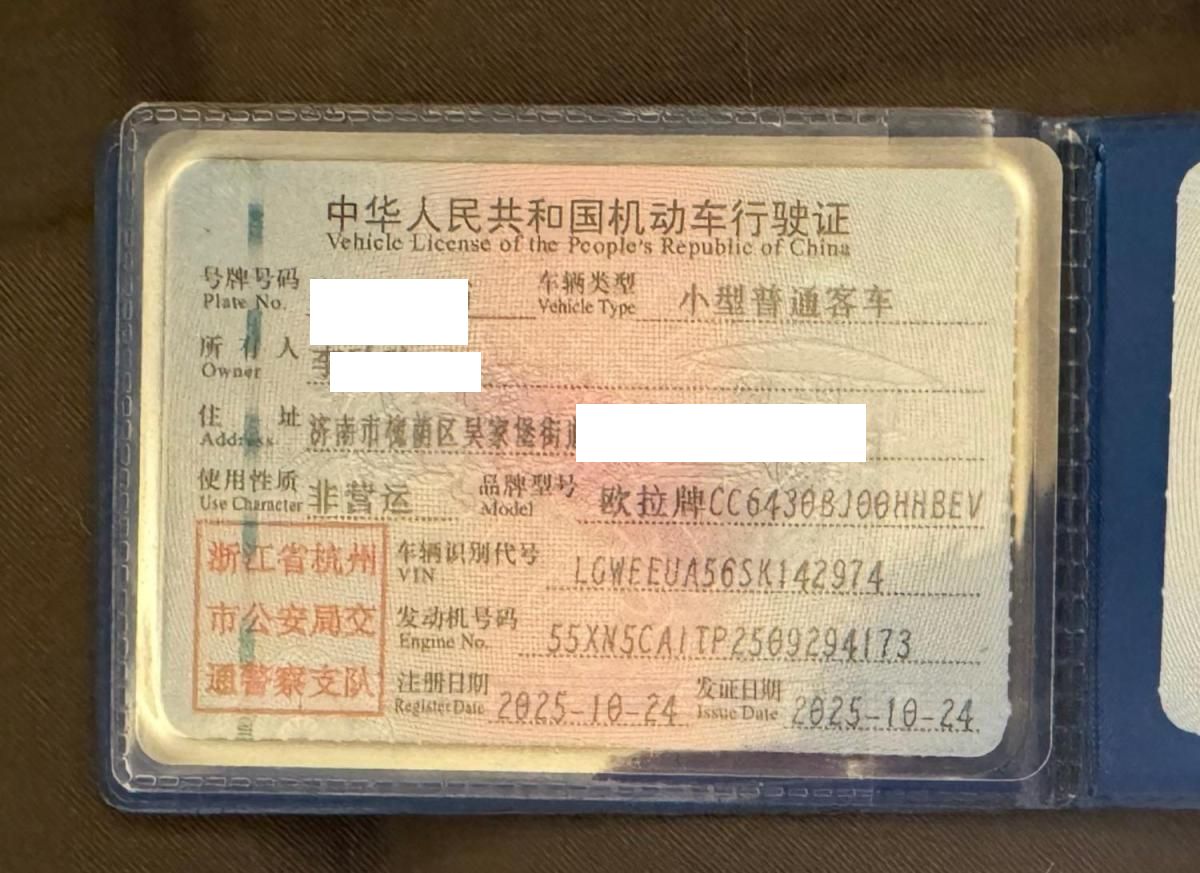 中华人民共和国机动车行驶证
Vehicle License of the People's Republic of China
号牌号码 车辆类型 小型普通客车
Plate No. Vehicle Type
所有人
Owner
住址 济南市槐荫区吴家堡街道
Address
使用性质 非营运 品牌型号 欧拉牌CC6430BJ00HHBEV
Use Character Model
浙江省杭州
市公安局交
通警察支队
车辆识别代号 LGWEEUA56SK142974
VIN
发动机号码 55XN5CA1TP2509294173
Engine No.
注册日期 2025-10-24 发证日期 2025-10-24
Register Date Issue Date